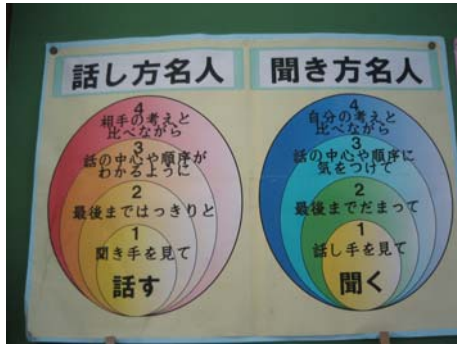 話し方名人
4
相手の考えと
比べながら
3
話の中心や順序が
わかるように
2
最後まではっきりと
1
聞き手を見て
話す
聞き方名人
4
自分の考えと
比べながら
3
話の中心や順序に
気をつけて
2
最後までだまって
1
話し手を見て
聞く